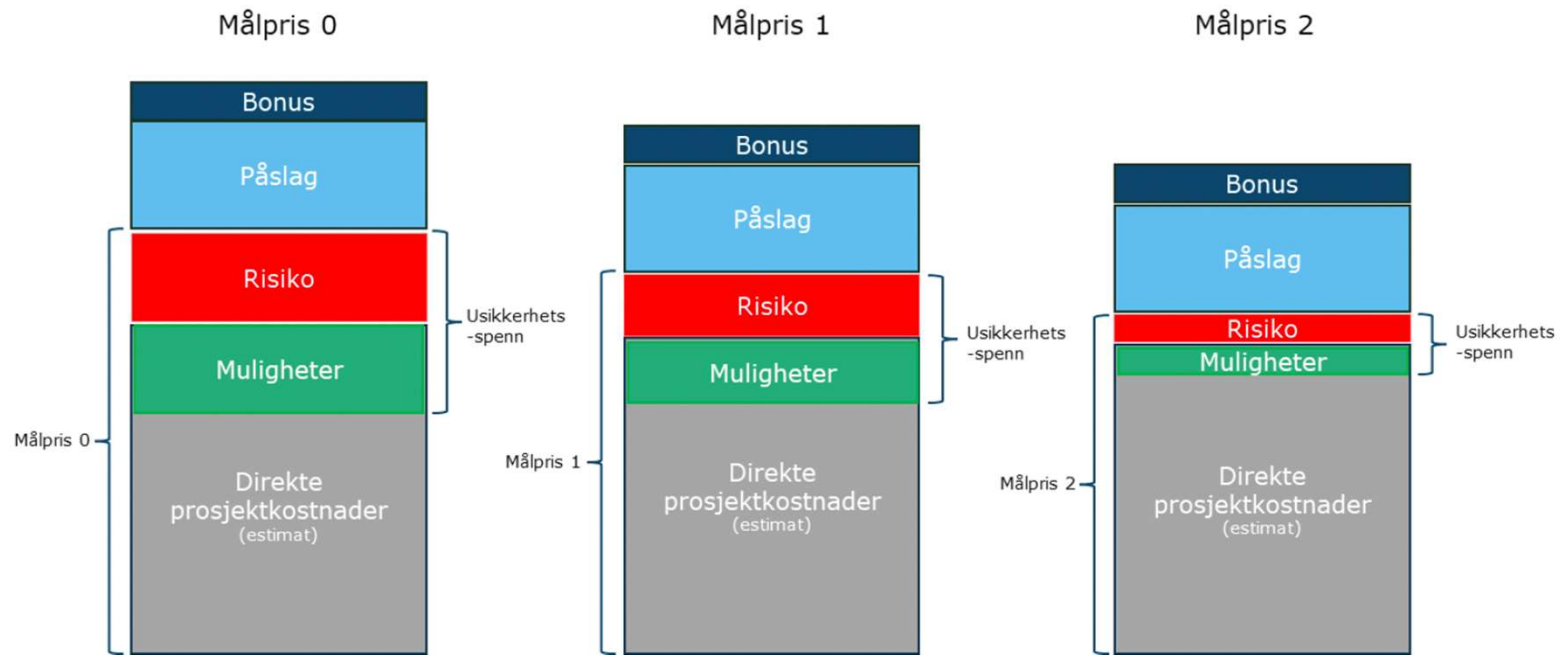 Målpris 0
Målpris 1
Målpris 2
Bonus
Påslag
Risiko
Muligheter
Direkte
prosjektkostnader
(estimat)
Målpris 0
Usikkerhets
-spenn
Bonus
Påslag
Risiko
Muligheter
Direkte
prosjektkostnader
(estimat)
Målpris 1
Usikkerhets
-spenn
Bonus
Påslag
Risiko
Muligheter
Direkte
prosjektkostnader
(estimat)
Målpris 2
Usikkerhets
-spenn